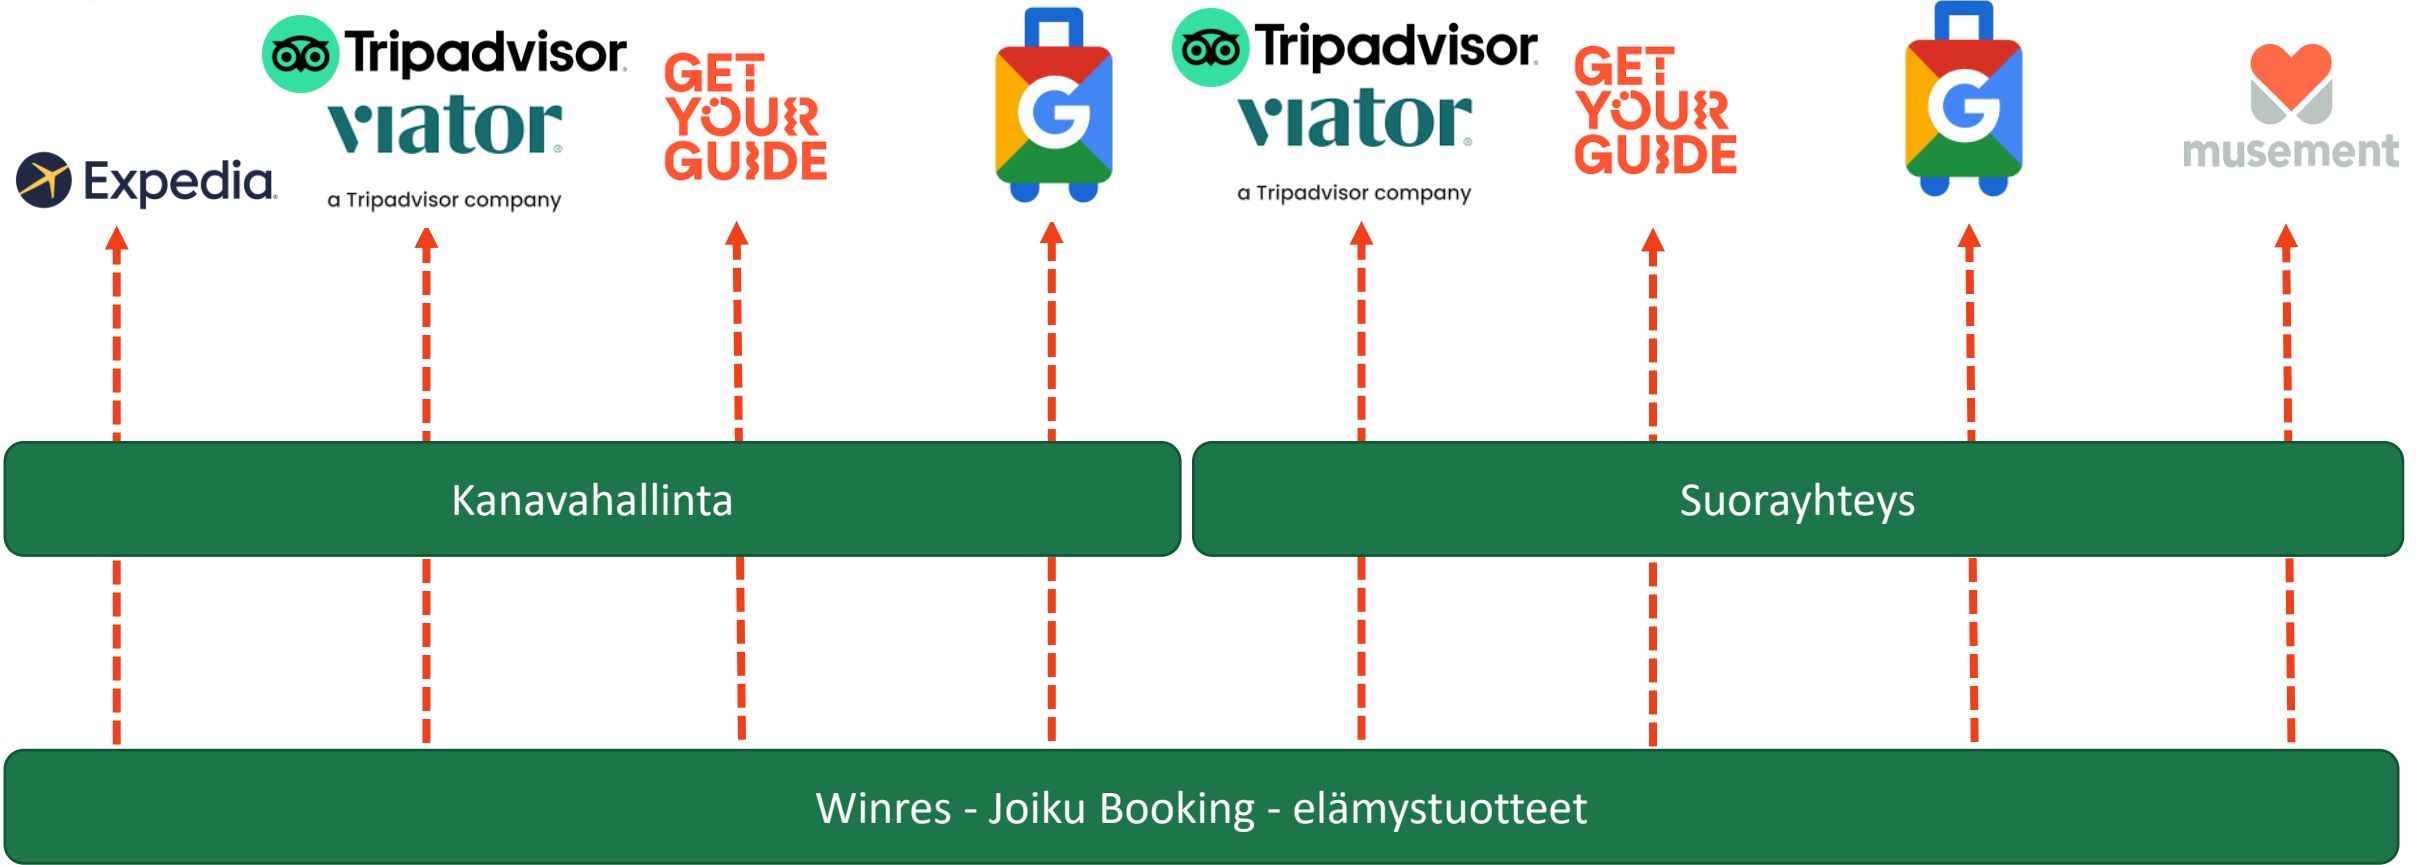 Expedia
Tripadvisor
viator
a Tripadvisor company
GET
YOUR
GUIDE
G
Tripadvisor
viator
a Tripadvisor company
GET
YOUR
GUIDE
G
musement
Kanavahallinta
Suorayhteys
Winres - Joiku Booking - elämystuotteet